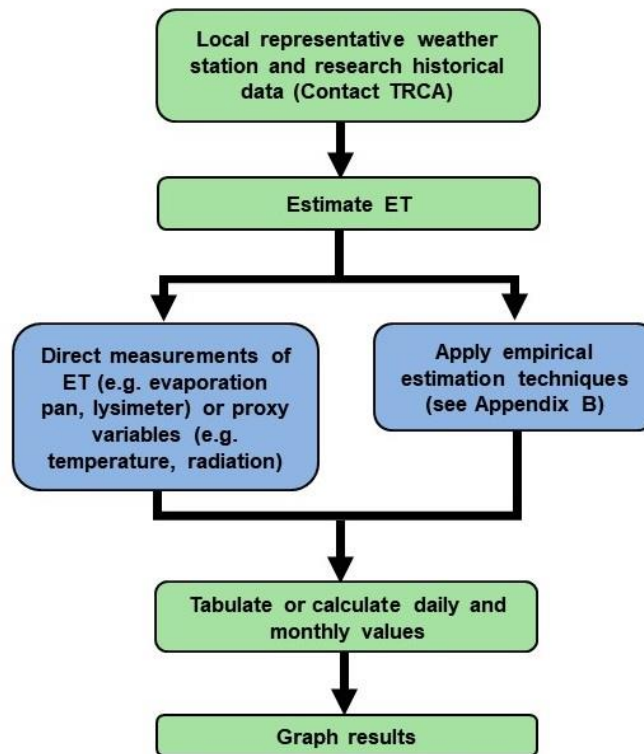 Local representative weather
station and research historical
data (Contact TRCA)
Estimate ET
Direct measurements of
ET (e.g. evaporation
pan, lysimeter) or proxy
variables (e.g.
temperature, radiation)
Apply empirical
estimation techniques
(see Appendix B)
Tabulate or calculate daily and
monthly values
Graph results